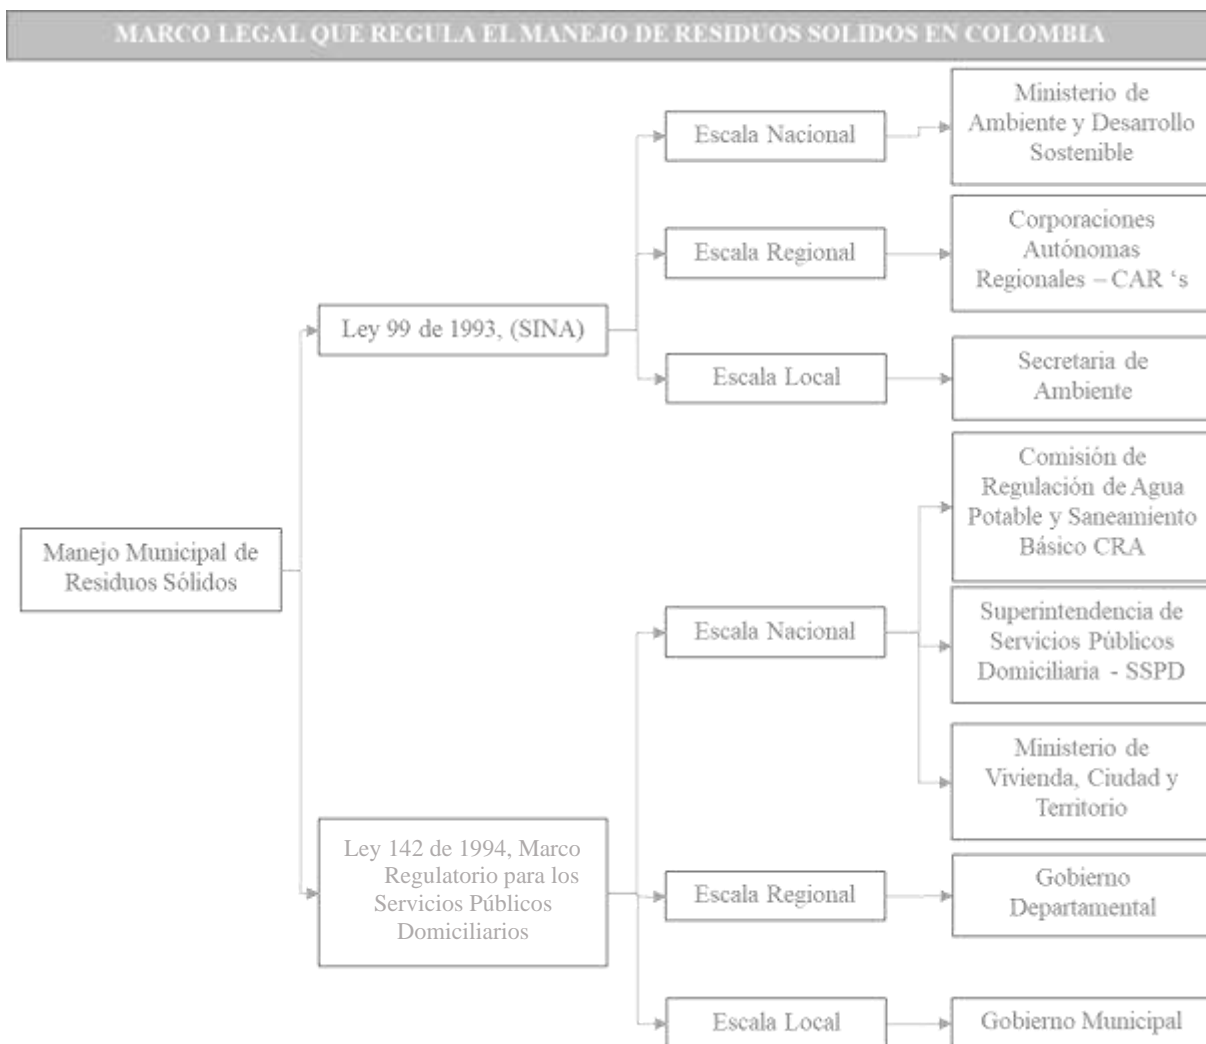 MARCO LEGAL QUE REGULA EL MANEJO DE RESIDUOS SOLIDOS EN COLOMBIA
Manejo Municipal de
Residuos Sólidos
Ley 99 de 1993, (SINA)
Escala Nacional
Ministerio de
Ambiente y Desarrollo
Sostenible
Escala Regional
Corporaciones
Autónomas
Regionales – CAR ‘s
Escala Local
Secretaria de
Ambiente
Ley 142 de 1994, Marco
Regulatorio para los
Servicios Públicos
Domiciliarios
Escala Nacional
Comisión de
Regulación de Agua
Potable y Saneamiento
Básico CRA
Superintendencia de
Servicios Públicos
Domiciliaria - SSPD
Ministerio de
Vivienda, Ciudad y
Territorio
Escala Regional
Gobierno
Departamental
Escala Local
Gobierno Municipal